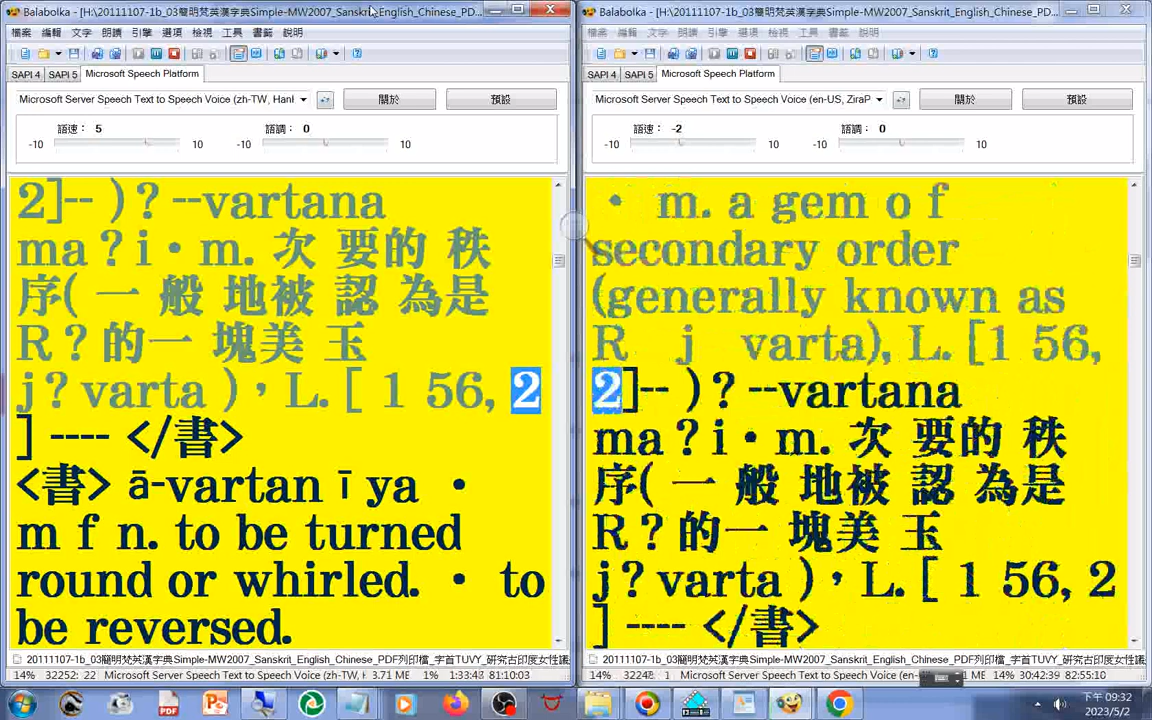 Balabolka - [H:\20111107-1b_03簡明梵英漢字典Simple-MW2007_Sanskrit_English_Chinese_PD...
檔案 編輯 文字 朗讀 引擎 選項 檢視 工具 書籤 說明
SAPI 4 SAPI 5 Microsoft Speech Platform
Microsoft Server Speech Text to Speech Voice (zh-TW, Hanl
關於
預設
語速： 5
語調： 0
-10 10 -10 10
2]-- )? --vartana
ma?i•m. 次 要的 秩
序( 一 般 地被 認 為是
R?的一 塊美 玉
j?varta )，L. [ 1 56, 2
] ---- </書>
<書> ā-vartan ī ya •
m f n. to be turned
round or whirled. • to
be reversed.
20111107-1b_03簡明梵英漢字典Simple-MW2007_Sanskrit_English_Chinese_PDF列印檔_字首TUVY_研究古印度女性議
14% 32252: 22 Microsoft Server Speech Text to Speech Voice (zh-TW, H 3.71 MB 1% 1:33:48 81:10:03
Balabolka - [H:\20111107-1b_03簡明梵英漢字典Simple-MW2007_Sanskrit_English_Chinese_PD...
檔案 編輯 文字 朗讀 引擎 選項 檢視 工具 書籤 說明
SAPI 4 SAPI 5 Microsoft Speech Platform
Microsoft Server Speech Text to Speech Voice (en-US, ZiraP
關於
預設
語速： -2
語調： 0
-10 10 -10 10
• m. a gem o f
secondary order
(generally known as
R j varta), L. [1 56,
2]-- )? --vartana
ma?i•m. 次 要的 秩
序( 一 般 地被 認 為是
R?的一 塊美 玉
j?varta )，L. [ 1 56, 2
] ---- </書>
20111107-1b_03簡明梵英漢字典Simple-MW2007_Sanskrit_English_Chinese_PDF列印檔_字首TUVY_研究古印度女性議
14% Microsoft Server Speech Text to Speech Voice 14% 30:42:39 82:55:10
下午 09:32
2023/5/2